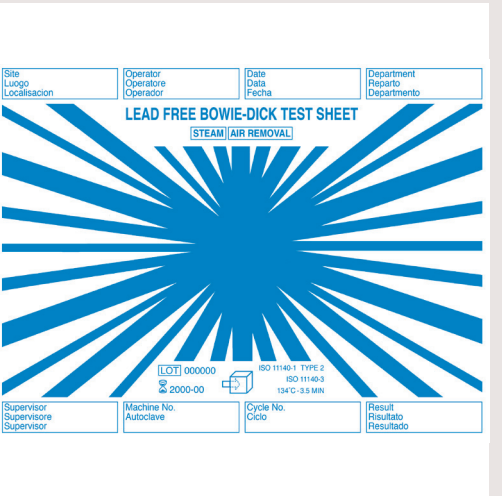 Site
Luogo
Localisacion
Operator
Operatore
Operador
Date
Data
Fecha
Department
Reparto
Departmento
LEAD FREE BOWIE-DICK TEST SHEET
STEAM AIR REMOVAL
LOT 000000
2000-00
ISO 11140-1 TYPE 2
ISO 11140-3
134°C - 3.5 MIN
Supervisor
Supervisore
Supervisor
Machine No.
Autoclave
Cycle No.
Ciclo
Result
Risultato
Resultado